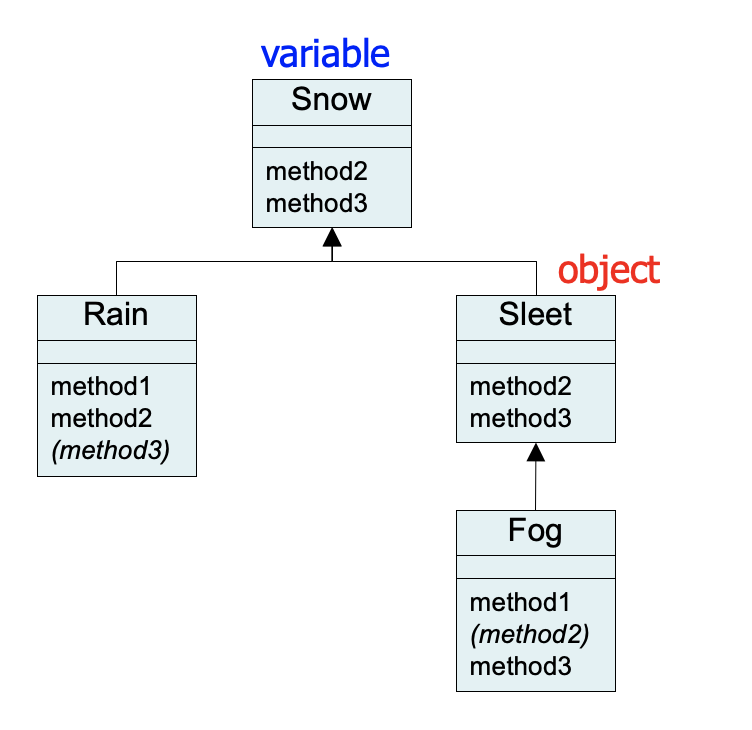 variable
Snow
method2
method3
object
Rain
method1
method2
(method3)
Sleet
method2
method3
Fog
method1
(method2)
method3